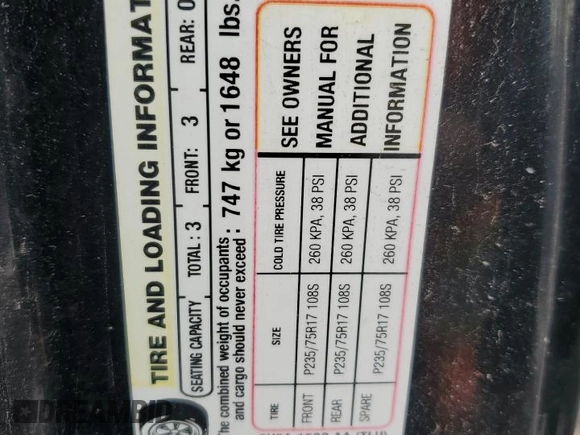 TIRE AND LOADING INFORMAT
SEATING CAPACITY TOTAL : 3 FRONT: 3 REAR: 0
The combined weight of occupants
and cargo should never exceed : 747 kg or 1648 lbs.
TIRE SIZE COLD TIRE PRESSURE
FRONT P235/75R17 108S 260 KPA, 38 PSI
REAR P235/75R17 108S 260 KPA, 38 PSI
SPARE P235/75R17 108S 260 KPA, 38 PSI
SEE OWNERS
MANUAL FOR
ADDITIONAL
INFORMATION